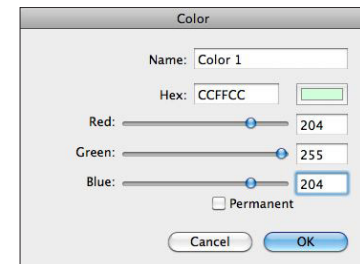 Color
Name: Color 1
Hex: CCFFCC
Red: 204
Green: 255
Blue: 204
Permanent
Cancel OK